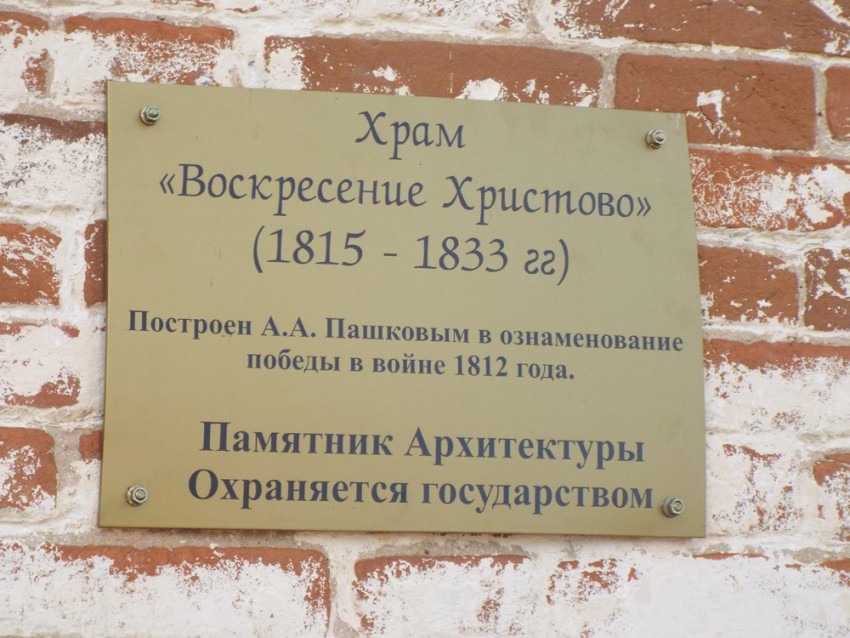 Храм
«Воскресение Христово»
(1815 - 1833 гг)
Построен А.А. Пашковым в ознаменование
победы в войне 1812 года.
Памятник Архитектуры
Охраняется государством